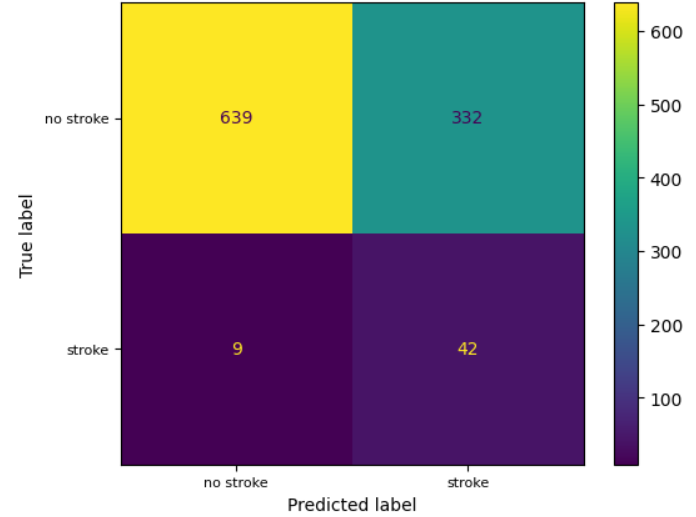 no stroke 639 332
stroke 9 42
no stroke stroke
Predicted label
True label
600
500
400
300
200
100